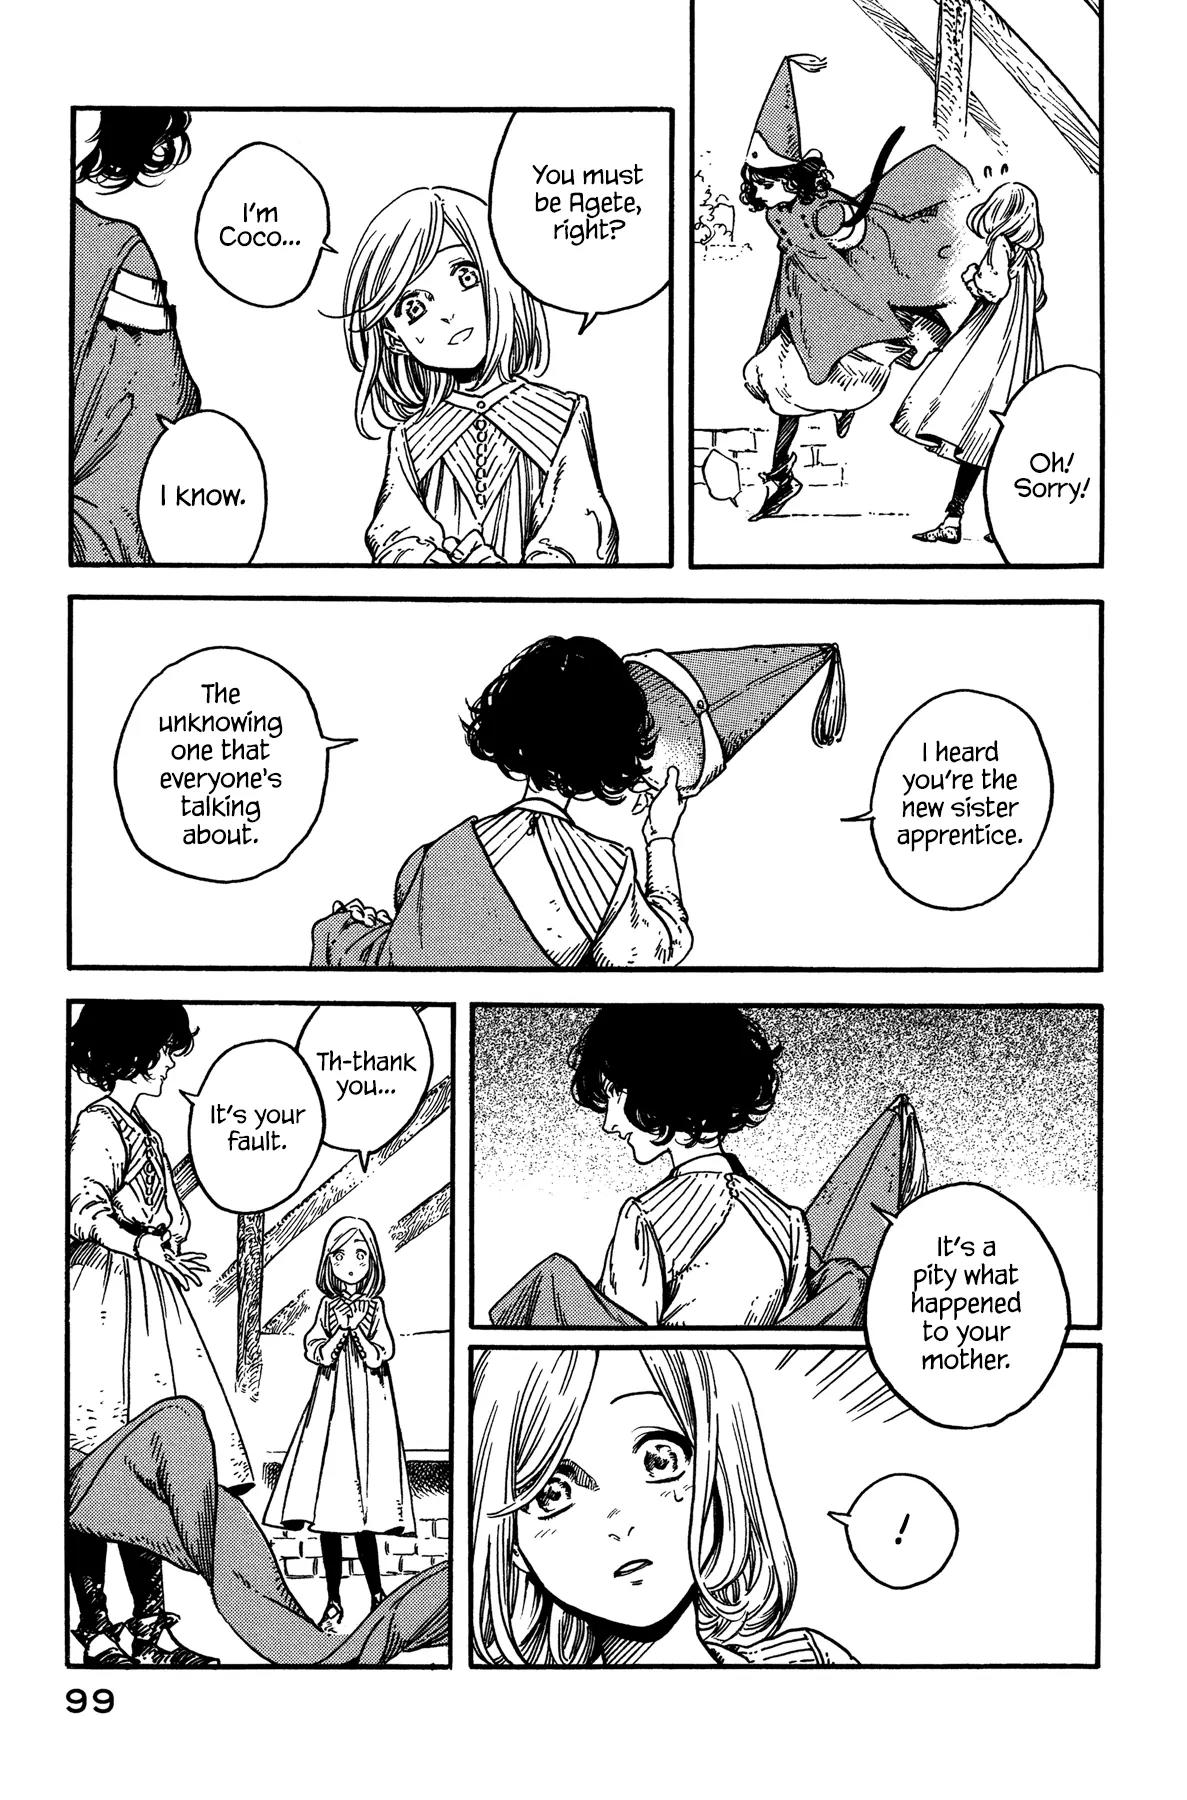 Oh!
Sorry!
You must
be Agete,
right?
I'm
Coco...
I know.
I heard
you're the
new sister
apprentice.
The
unknowing
one that
everyone's
talking
about.
It's a
pity what
happened
to your
mother.
!
Th-thank
you...
It's your
fault.
99